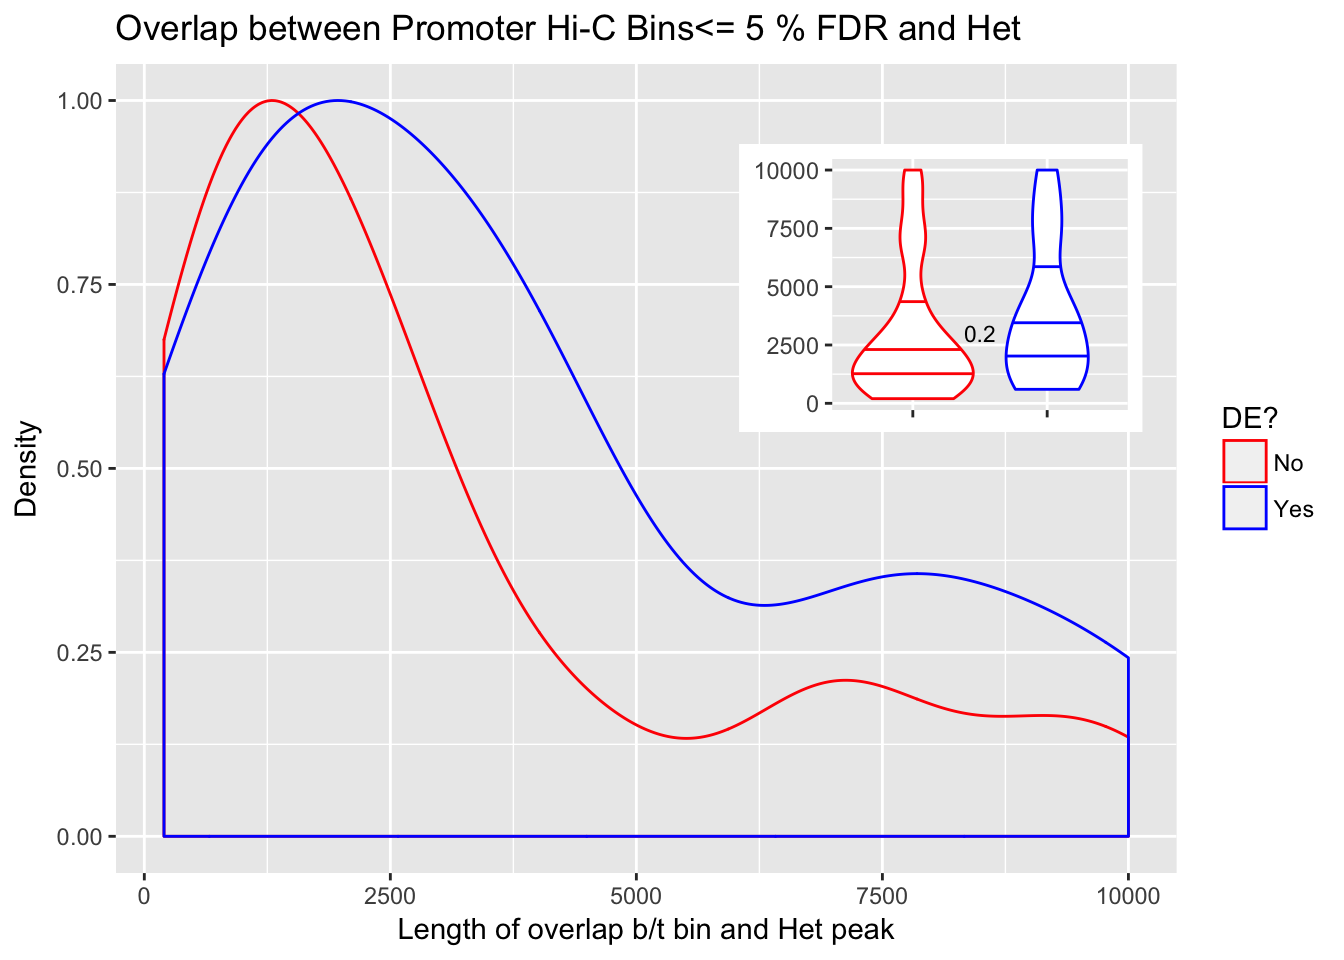 Overlap between Promoter Hi-C Bins<= 5 % FDR and Het
1.00
0.75
0.50
0.25
0.00
Density
0
2500
5000
7500
10000
Length of overlap b/t bin and Het peak
10000
7500
5000
2500
0
0.2
DE?
No
Yes